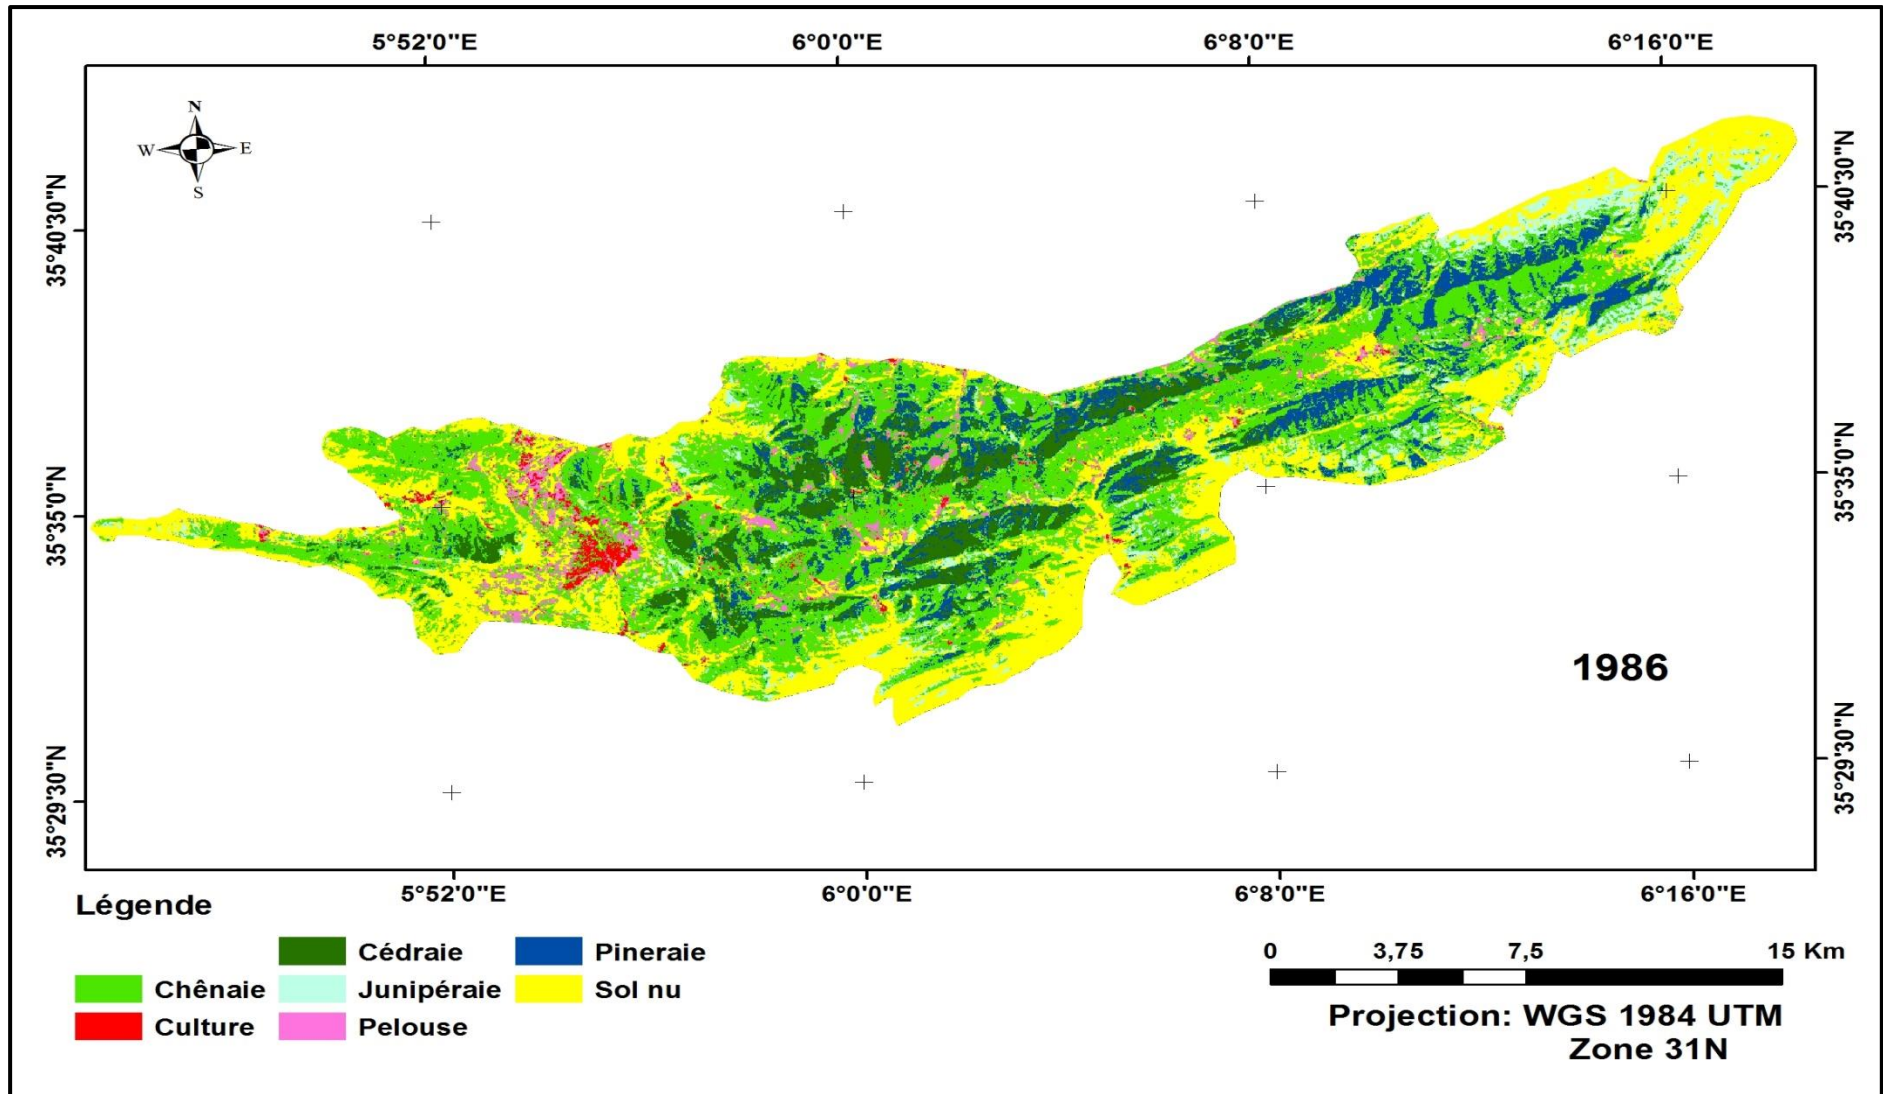 5°52'0"E 6°0'0"E 6°8'0"E 6°16'0"E
N
W E
S
35°40'30"N 35°40'30"N
35°35'0"N 35°35'0"N
1986
35°29'30"N 35°29'30"N
5°52'0"E 6°0'0"E 6°8'0"E 6°16'0"E
Légende
Cédraie Pineraie
Chênaie Junipéraie Sol nu
Culture Pelouse
0 3,75 7,5 15 Km
Projection: WGS 1984 UTM
Zone 31N